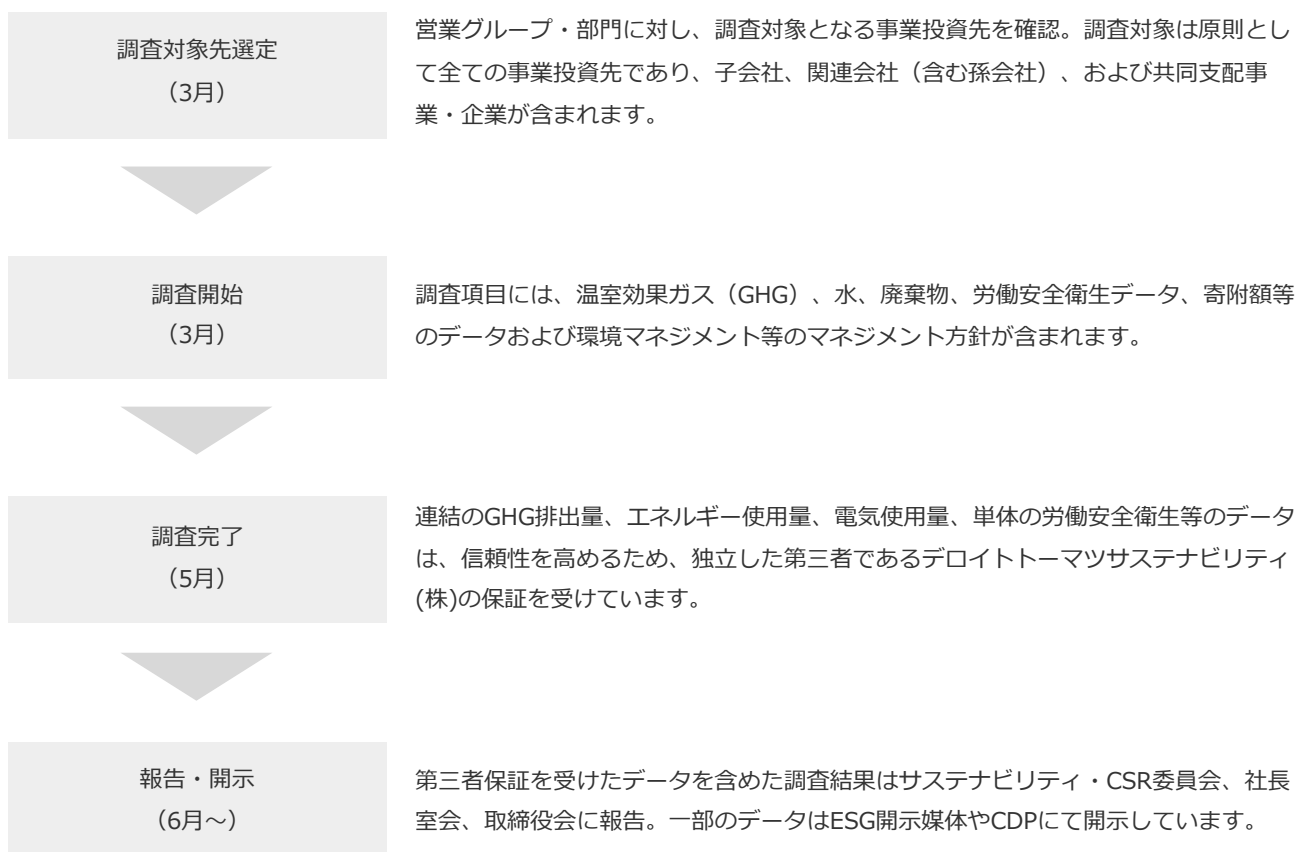 調査対象先選定
（3月）
営業グループ・部門に対し、調査対象となる事業投資先を確認。調査対象は原則とし
て全ての事業投資先であり、子会社、関連会社（含む孫会社）、および共同支配事
業・企業が含まれます。
調査開始
（3月）
調査項目には、温室効果ガス（GHG）、水、廃棄物、労働安全衛生データ、寄附額等
のデータおよび環境マネジメント等のマネジメント方針が含まれます。
調査完了
（5月）
連結のGHG排出量、エネルギー使用量、電気使用量、単体の労働安全衛生等のデータ
は、信頼性を高めるため、独立した第三者であるデロイトトーマツサステナビリティ
(株)の保証を受けています。
報告・開示
（6月～）
第三者保証を受けたデータを含めた調査結果はサステナビリティ・CSR委員会、社長
室会、取締役会に報告。一部のデータはESG開示媒体やCDPにて開示しています。